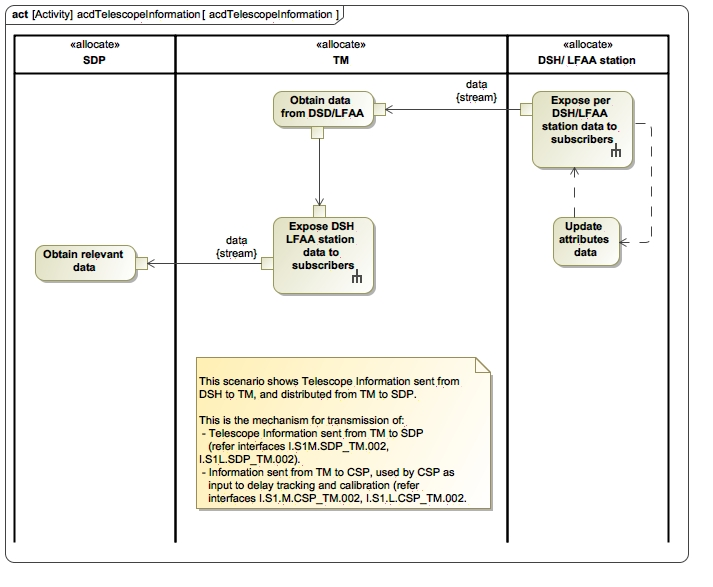 act [Activity] acdTelescopeInformation [ acdTelescopeInformation ]
«allocate»
SDP
«allocate»
TM
«allocate»
DSH/ LFAA station
data
{stream}
Obtain data
from DSD/LFAA
Expose per
DSH/LFAA
station data to
subscribers
Expose DSH
LFAA station
data to
subscribers
Update
attributes
data
data
{stream}
Obtain relevant
data
This scenario shows Telescope Information sent from
DSH to TM, and distributed from TM to SDP.
This is the mechanism for transmission of:
- Telescope Information sent from TM to SDP
(refer interfaces I.S1M.SDP_TM.002,
I.S1L.SDP_TM.002).
- Information sent from TM to CSP, used by CSP as
input to delay tracking and calibration (refer
interfaces I.S1.M.CSP_TM.002, I.S1.L.CSP_TM.002.